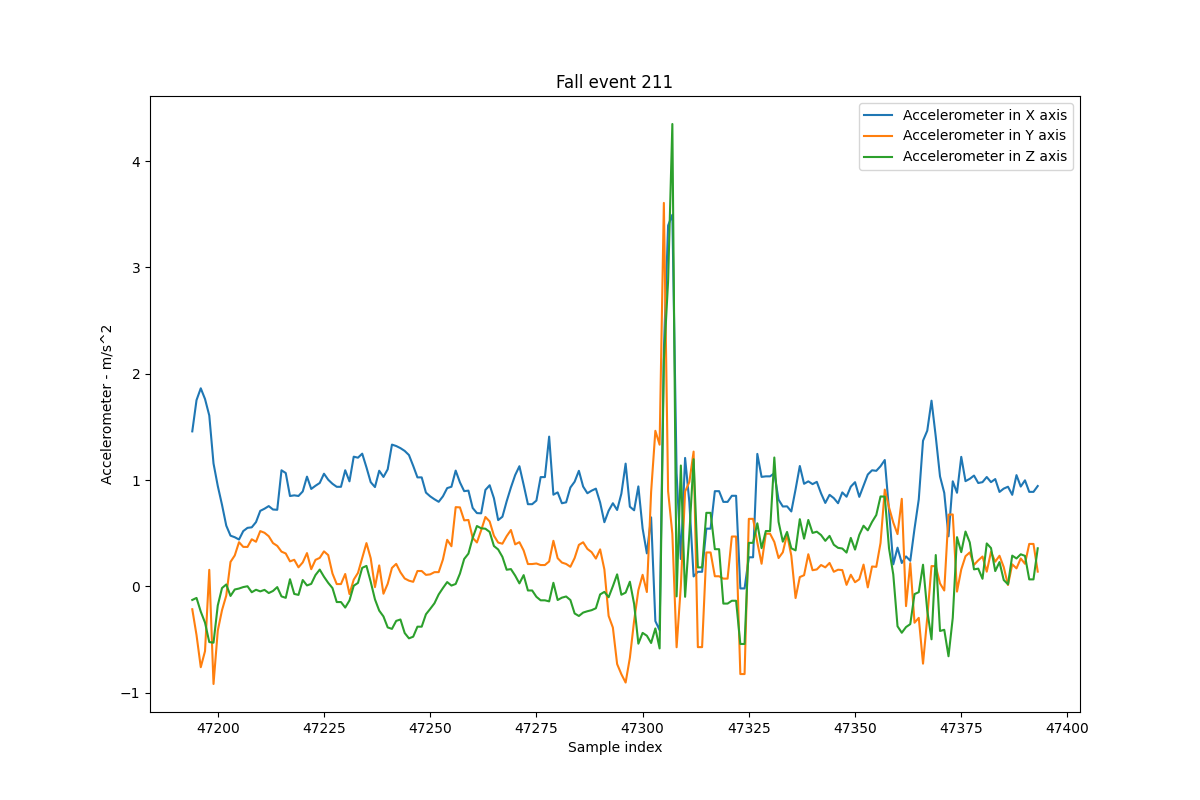 Fall event 211
Accelerometer in X axis
Accelerometer in Y axis
Accelerometer in Z axis
Accelerometer - m/s^2
4
3
2
1
0
−1
47200 47225 47250 47275 47300 47325 47350 47375 47400
Sample index